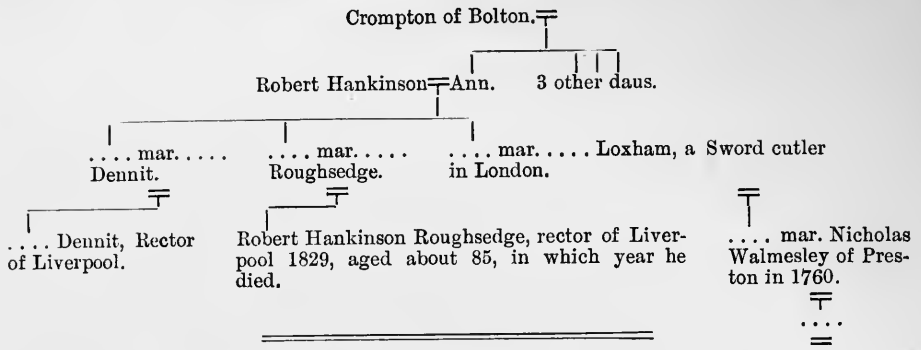 Crompton of Bolton.
Robert Hankinson Ann. 3 other daus.
.... mar..... .... mar..... .... mar..... Loxham, a Sword cutler
Dennit. Roughsedge. in London.
.... Dennit, Rector Robert Hankinson Roughsedge, rector of Liver- .... mar. Nicholas
of Liverpool. pool 1829, aged about 85, in which year he Walmesley of Pres-
died. ton in 1760.
....